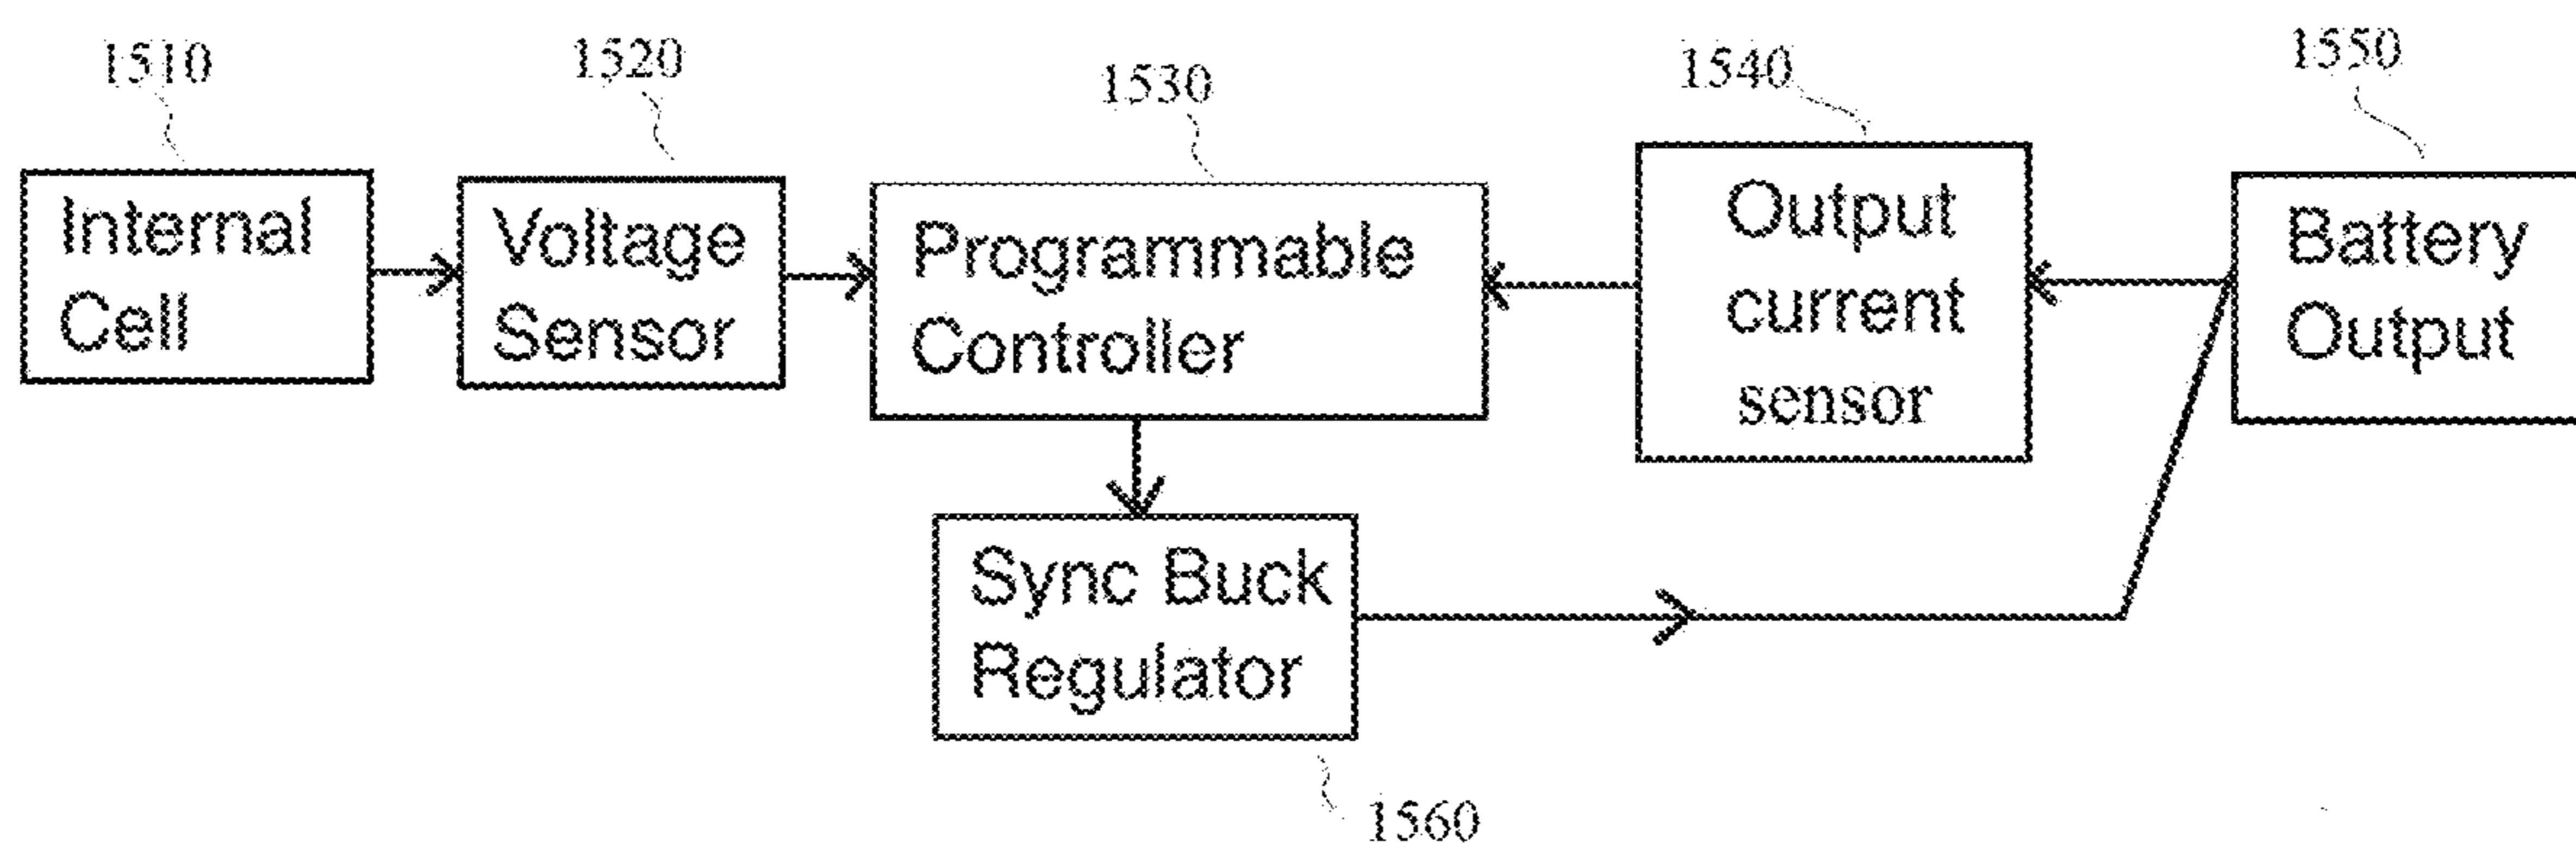 1510
1520
1530
1540
1550
Internal
Cell
Voltage
Sensor
Programmable
Controller
Output
current
sensor
Battery
Output
Sync Buck
Regulator
1560